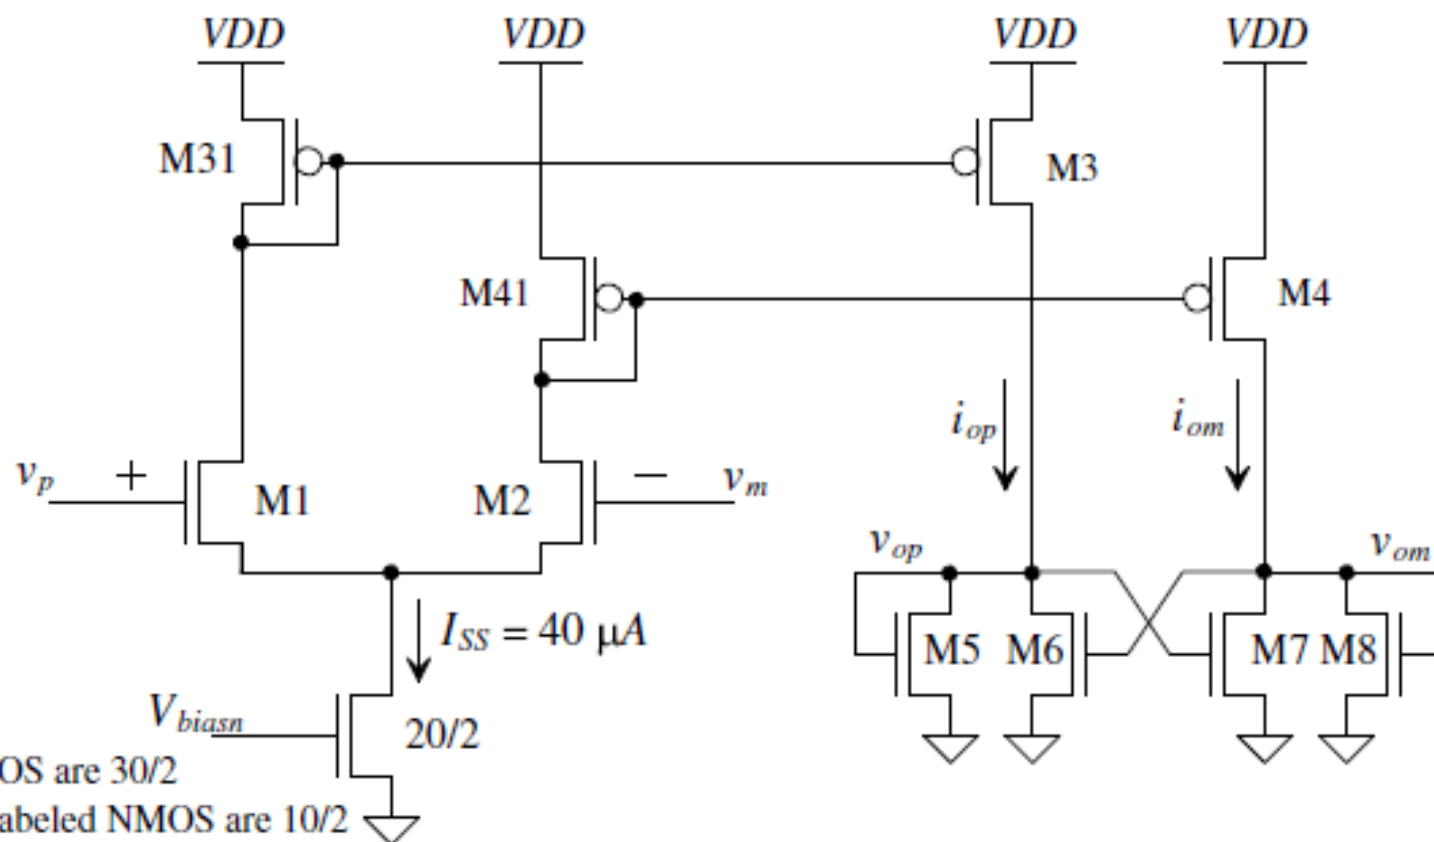 VDD VDD VDD VDD
M31 M3
M41 M4
i_op i_om
v_p + M1 M2 − v_m
v_op v_om
I_SS = 40 μA M5 M6 M7 M8
V_biasn 20/2
OS are 30/2
abeled NMOS are 10/2